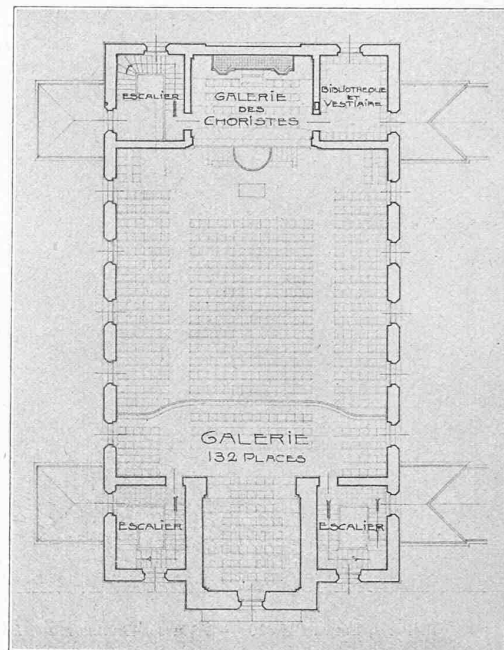 ESCALIER
GALERIE
DES
CHORISTES
BIBLIOTHEQUE
ET
VESTIAIRE
GALERIE
132 PLACES
ESCALIER
ESCALIER